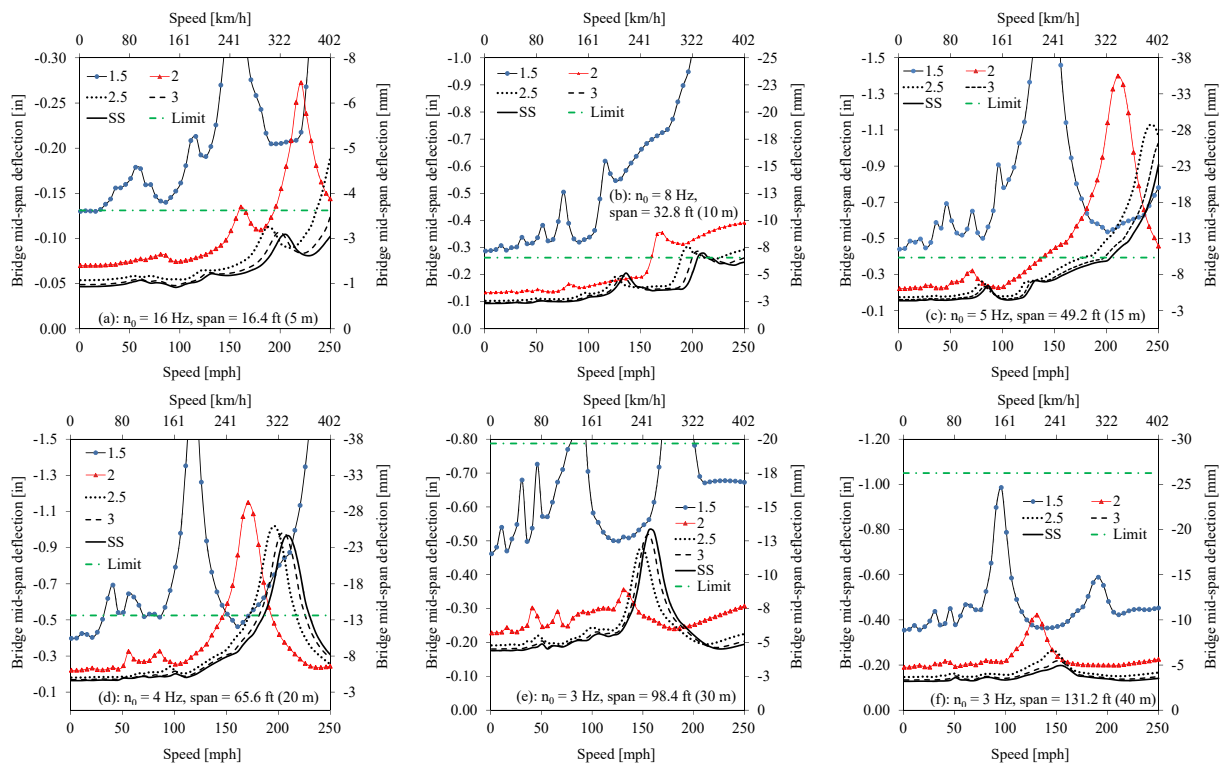 Speed [km/h]
0 80 161 241 322 402
Bridge mid-span deflection [in]
-0.30
-0.25
-0.20
-0.15
-0.10
-0.05
0.00
1.5 2
2.5 3
SS Limit
(a): n₀ = 16 Hz, span = 16.4 ft (5 m)
-8
-7
-5
-4
-3
-1
0
Bridge mid-span deflection [mm]
0 50 100 150 200 250
Speed [mph]
Speed [km/h]
0 80 161 241 322 402
Bridge mid-span deflection [in]
-1.0
-0.9
-0.8
-0.7
-0.6
-0.5
-0.4
-0.3
-0.2
-0.1
0.0
1.5 2
2.5 3
SS Limit
(b): n₀ = 8 Hz,
span = 32.8 ft (10 m)
-25
-23
-20
-18
-15
-13
-10
-8
-5
-3
0
Bridge mid-span deflection [mm]
0 50 100 150 200 250
Speed [mph]
Speed [km/h]
0 80 161 241 322 402
Bridge mid-span deflection [in]
-1.5
-1.3
-1.1
-0.9
-0.7
-0.5
-0.3
-0.1
1.5 2
2.5 3
SS Limit
(c): n₀ = 5 Hz, span = 49.2 ft (15 m)
-38
-33
-28
-23
-18
-13
-8
-3
Bridge mid-span deflection [mm]
0 50 100 150 200 250
Speed [mph]
Speed [km/h]
0 80 161 241 322 402
Bridge mid-span deflection [in]
-1.5
-1.3
-1.1
-0.9
-0.7
-0.5
-0.3
-0.1
1.5
2
2.5
3
SS
Limit
(d): n₀ = 4 Hz, span = 65.6 ft (20 m)
-38
-33
-28
-24
-18
-13
-8
-3
Bridge mid-span deflection [mm]
0 50 100 150 200 250
Speed [mph]
Speed [km/h]
0 80 161 241 322 402
Bridge mid-span deflection [in]
-0.80
-0.70
-0.60
-0.50
-0.40
-0.30
-0.20
-0.10
0.00
1.5
2
2.5
3
SS
Limit
(e): n₀ = 3 Hz, span = 98.4 ft (30 m)
-20
-18
-15
-13
-10
-8
-5
-3
0
Bridge mid-span deflection [mm]
0 50 100 150 200 250
Speed [mph]
Speed [km/h]
0 80 161 241 322 402
Bridge mid-span deflection [in]
-1.20
-1.00
-0.80
-0.60
-0.40
-0.20
0.00
1.5 2
2.5 3
SS Limit
(f): n₀ = 3 Hz, span = 131.2 ft (40 m)
-30
-25
-20
-15
-10
-5
0
Bridge mid-span deflection [mm]
0 50 100 150 200 250
Speed [mph]